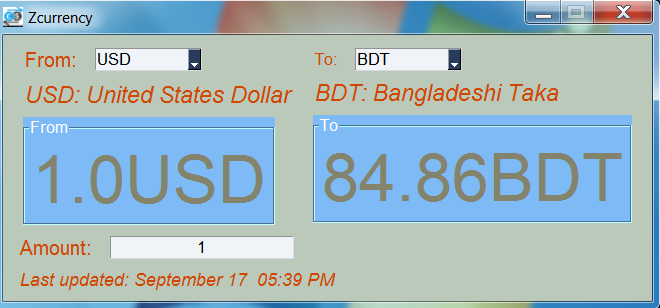 Zcurrency
From: USD To: BDT
USD: United States Dollar BDT: Bangladeshi Taka
From To
1.0USD 84.86BDT
Amount: 1
Last updated: September 17 05:39 PM